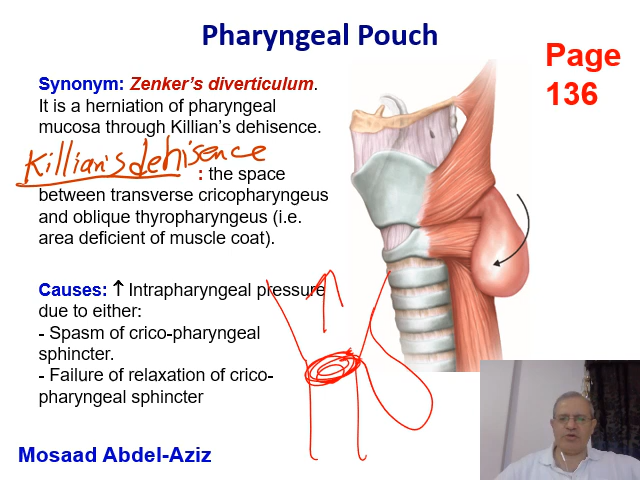 Pharyngeal Pouch
Page
136
Synonym: Zenker's diverticulum.
It is a herniation of pharyngeal
mucosa through Killian's dehisence.
Killian's dehisence
: the space
between transverse cricopharyngeus
and oblique thyropharyngeus (i.e.
area deficient of muscle coat).
Causes: ↑ Intrapharyngeal pressure
due to either:
- Spasm of crico-pharyngeal
sphincter.
- Failure of relaxation of crico-
pharyngeal sphincter
Mosaad Abdel-Aziz